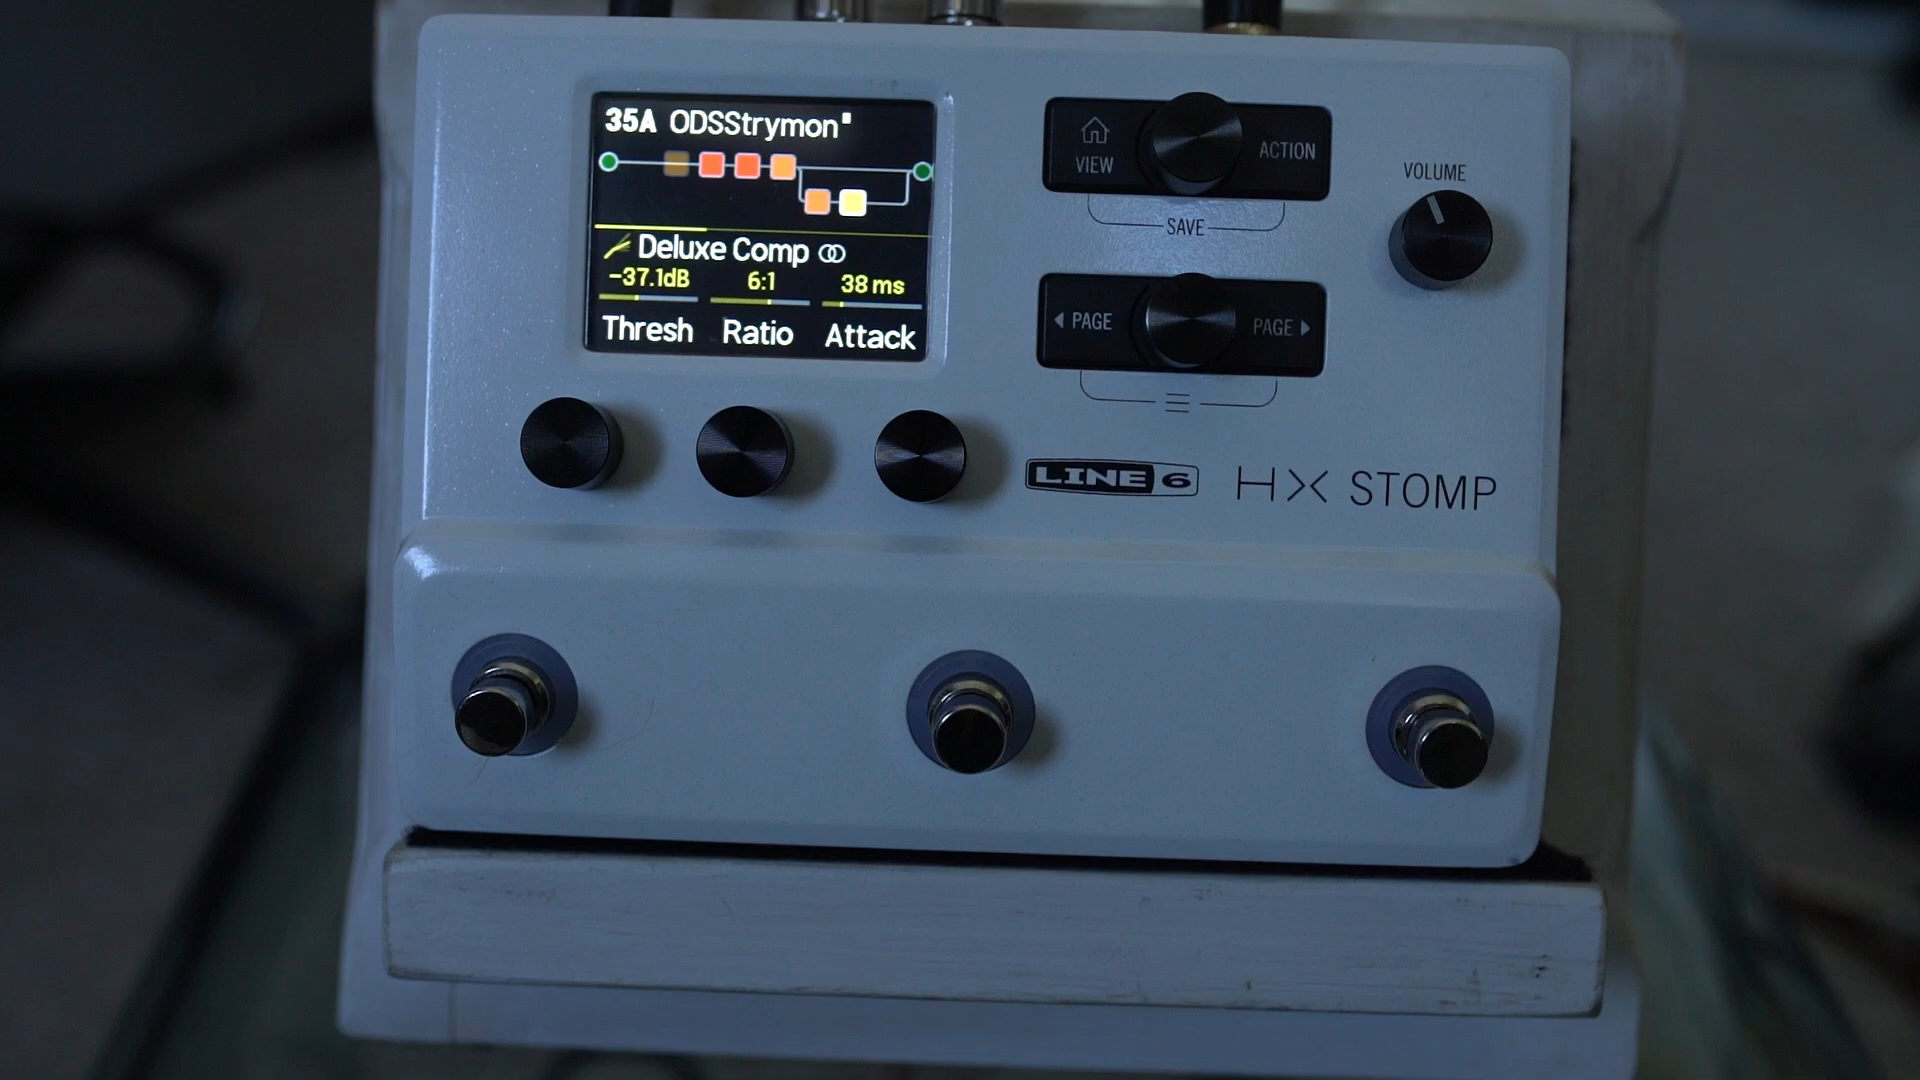 35A ODSStrymon
Deluxe Comp
-37.1dB 6:1 38 ms
Thresh Ratio Attack
VIEW ACTION
SAVE
VOLUME
PAGE PAGE
LINE 6 HX STOMP